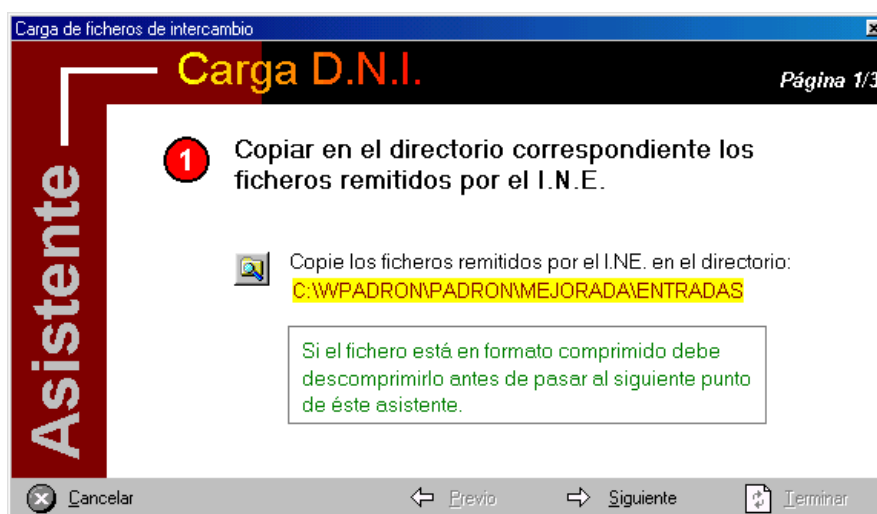 Carga de ficheros de intercambio
Carga D.N.I.
Página 1/3
Asistente
1
Copiar en el directorio correspondiente los
ficheros remitidos por el I.N.E.
Copie los ficheros remitidos por el I.NE. en el directorio:
C:\WPADRON\PADRON\MEJORADA\ENTRADAS
Si el fichero está en formato comprimido debe
descomprimirlo antes de pasar al siguiente punto
de éste asistente.
Cancelar
Previo
Siguiente
Terminar